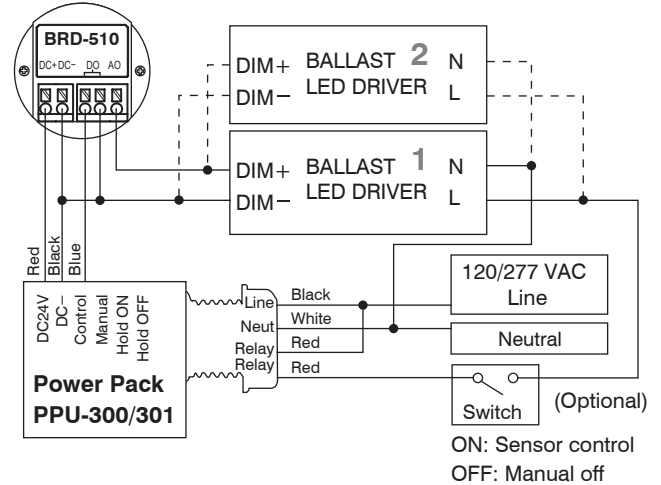 BRD-510
DC+ DC− DO AO
DIM+ BALLAST 2 N
DIM− LED DRIVER L
DIM+ BALLAST 1 N
DIM− LED DRIVER L
Red
Black
Blue
DC24V
DC−
Control
Manual
Hold ON
Hold OFF
Power Pack
PPU-300/301
Line Black
Neut White
Relay Red
Relay Red
120/277 VAC
Line
Neutral
Switch
(Optional)
ON: Sensor control
OFF: Manual off